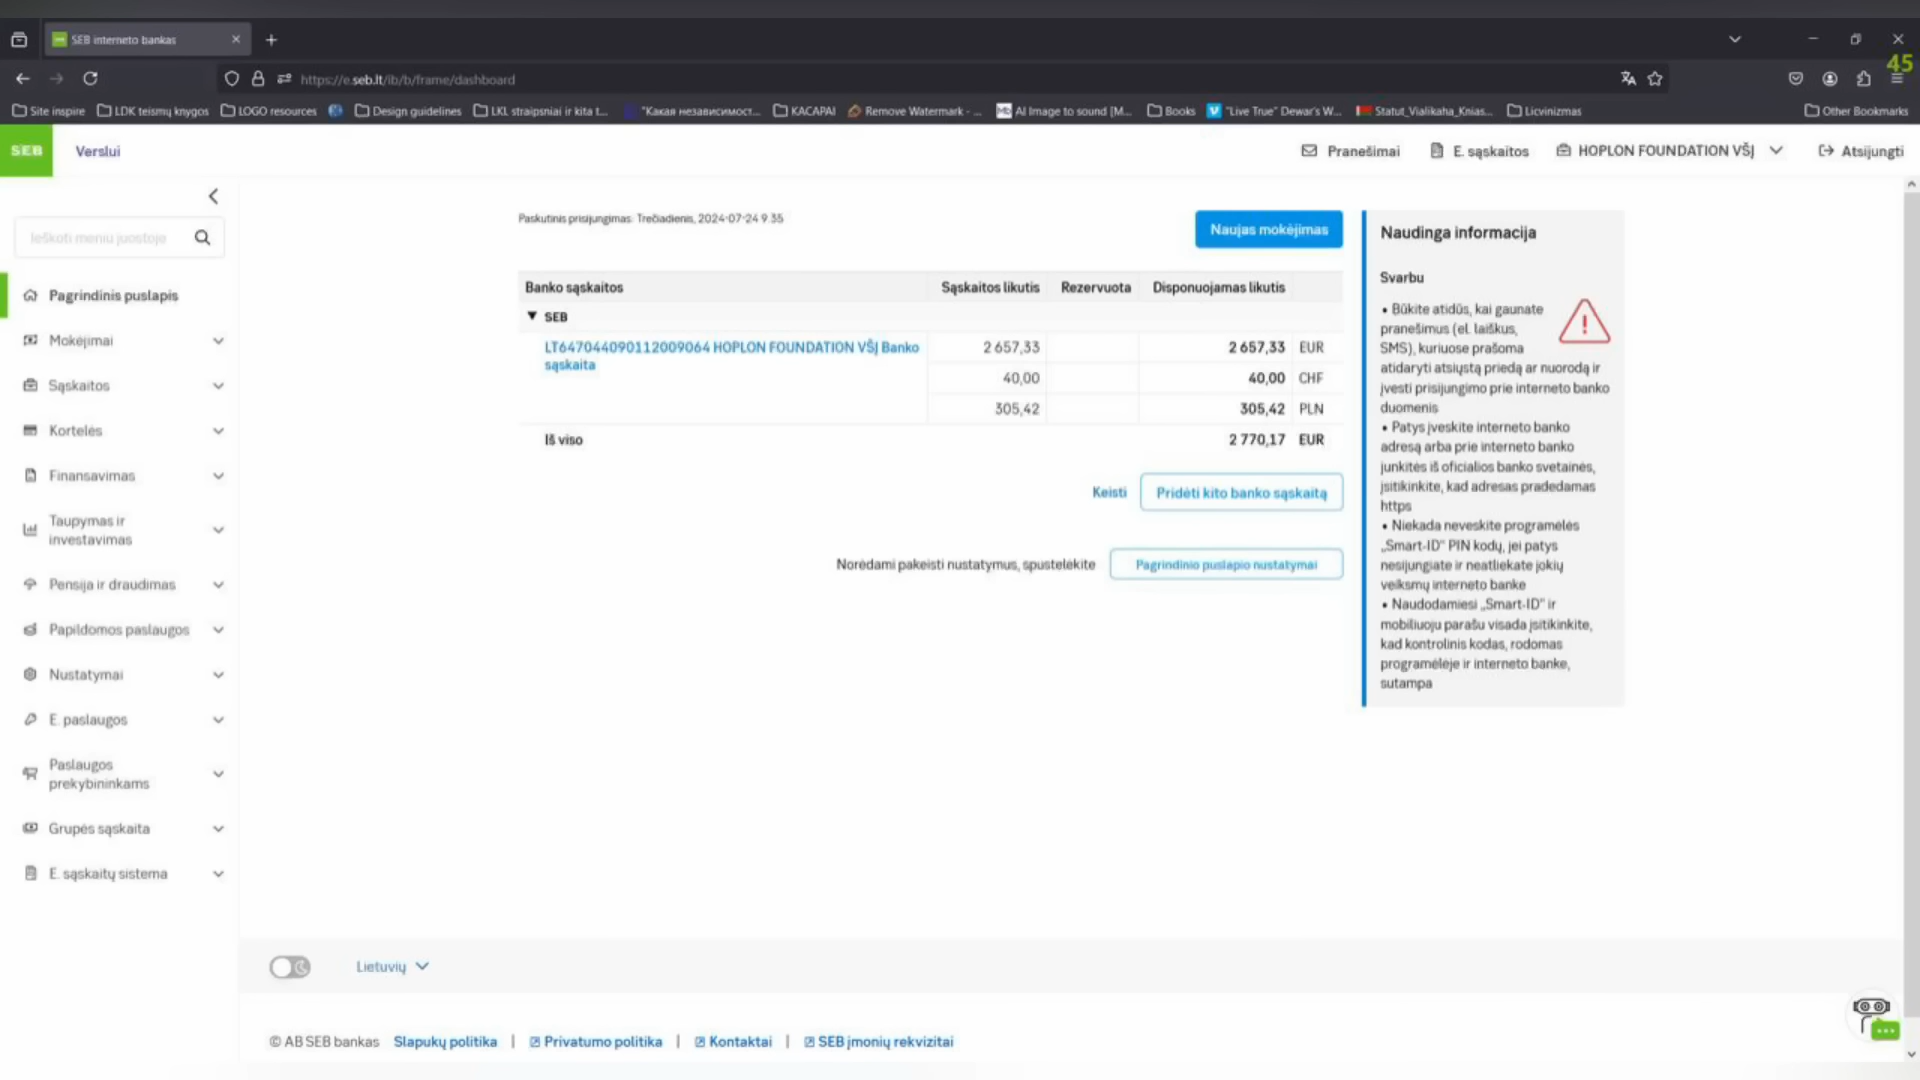 SEB interneto bankas
45
https://e.seb.lt/ib/b/frame/dashboard
Site inspire
LDK teismų knygos
LOGO resources
Design guidelines
LKL straipsniai ir kita t...
"Какая независимост...
KACAPAI
Remove Watermark - ...
AI Image to sound [M...
Books
"Live True" Dewar's W...
Statut_Vialikaha_Knias...
Licvinizmas
Other Bookmarks
SEB
Verslui
Pranešimai
E. sąskaitos
HOPLON FOUNDATION VŠĮ
Atsijungti
Ieškoti meniu juostoje
Pagrindinis puslapis
Mokėjimai
Sąskaitos
Kortelės
Finansavimas
Taupymas ir
investavimas
Pensija ir draudimas
Papildomos paslaugos
Nustatymai
E. paslaugos
Paslaugos
prekybininkams
Grupės sąskaita
E. sąskaitų sistema
Paskutinis prisijungimas: Trečiadienis, 2024-07-24 9:35
Naujas mokėjimas
Banko sąskaitos Sąskaitos likutis Rezervuota Disponuojamas likutis
SEB
LT647044090112009064 HOPLON FOUNDATION VŠĮ Banko 2 657,33 2 657,33 EUR
sąskaita
40,00 40,00 CHF
305,42 305,42 PLN
Iš viso 2 770,17 EUR
Keisti
Pridėti kito banko sąskaitą
Norėdami pakeisti nustatymus, spustelėkite
Pagrindinio puslapio nustatymai
Naudinga informacija
Svarbu
• Būkite atidūs, kai gaunate
pranešimus (el. laiškus,
SMS), kuriuose prašoma
atidaryti atsiųstą priedą ar nuorodą ir
įvesti prisijungimo prie interneto banko
duomenis
• Patys įveskite interneto banko
adresą arba prie interneto banko
junkitės iš oficialios banko svetainės,
įsitikinkite, kad adresas pradedamas
https
• Niekada neveskite programėlės
„Smart-ID" PIN kodų, jei patys
nesijungiate ir neatliekate jokių
veiksmų interneto banke
• Naudodamiesi „Smart-ID" ir
mobiliuoju parašu visada įsitikinkite,
kad kontrolinis kodas, rodomas
programėlėje ir interneto banke,
sutampa
Lietuvių
© AB SEB bankas
Slapukų politika |
Privatumo politika |
Kontaktai |
SEB įmonių rekvizitai